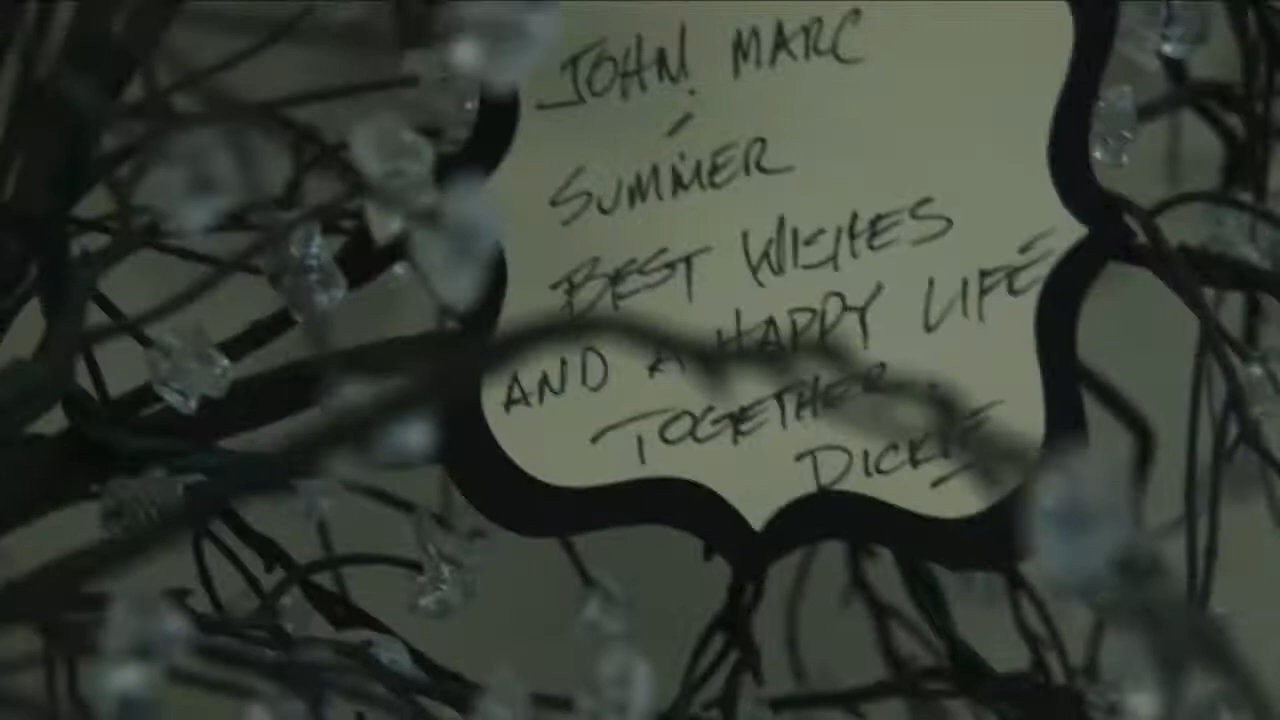 JOHN MARC
&
SUMMER
BEST WISHES
AND A HAPPY LIFE
TOGETHER.
DICKIE